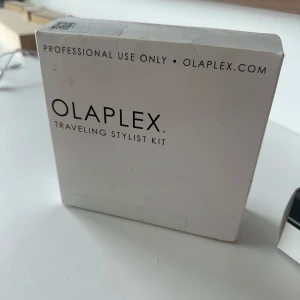 PROFESSIONAL USE ONLY • OLAPLEX.COM
OLAPLEX.
TRAVELING STYLIST KIT